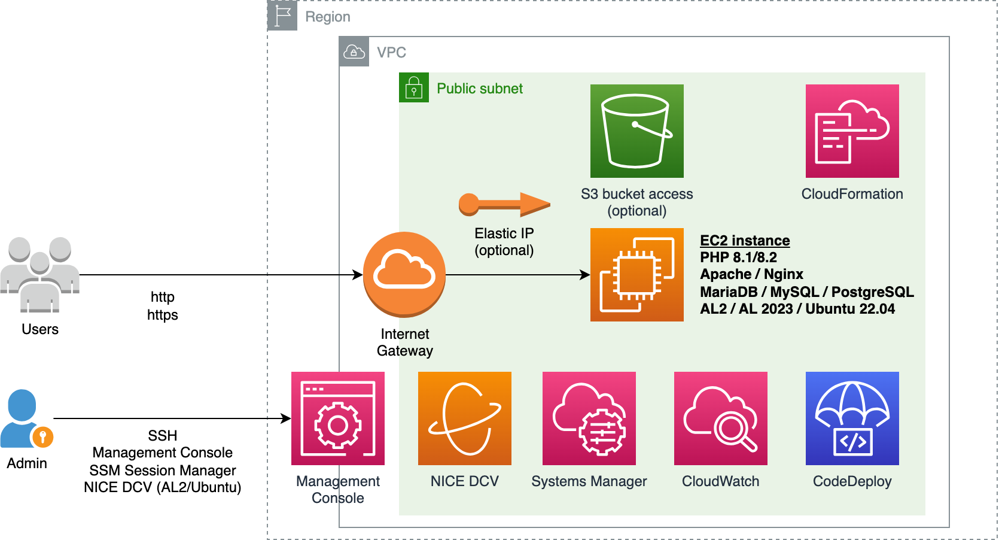 Region
VPC
Public subnet
S3 bucket access
(optional)
CloudFormation
Elastic IP
(optional)
EC2 instance
PHP 8.1/8.2
Apache / Nginx
MariaDB / MySQL / PostgreSQL
AL2 / AL 2023 / Ubuntu 22.04
http
https
Users
Internet
Gateway
SSH
Management Console
SSM Session Manager
NICE DCV (AL2/Ubuntu)
Admin
Management
Console
NICE DCV
Systems Manager
CloudWatch
</>
CodeDeploy